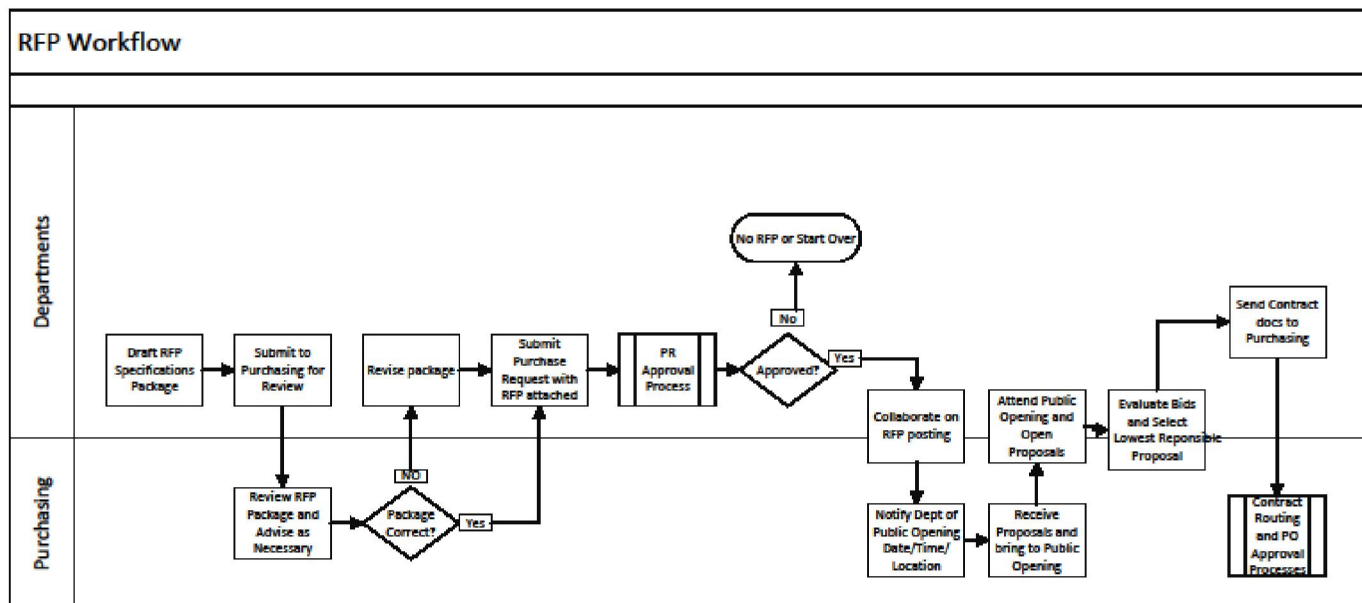 RFP Workflow
Departments
No RFP or Start Over
No
Draft RFP
Specifications
Package
Submit to
Purchasing for
Review
Revise package
Submit
Purchase
Request with
RFP attached
PR
Approval
Process
Approved?
Yes
Collaborate on
RFP posting
Attend Public
Opening and
Open
Proposals
Evaluate Bids
and Select
Lowest Reponsible
Proposal
Send Contract
docs to
Purchasing
Purchasing
Review RFP
Package and
Advise as
Necessary
NO
Package
Correct?
Yes
Notify Dept of
Public Opening
Date/Time/
Location
Receive
Proposals and
bring to Public
Opening
Contract
Routing
and PO
Approval
Processes